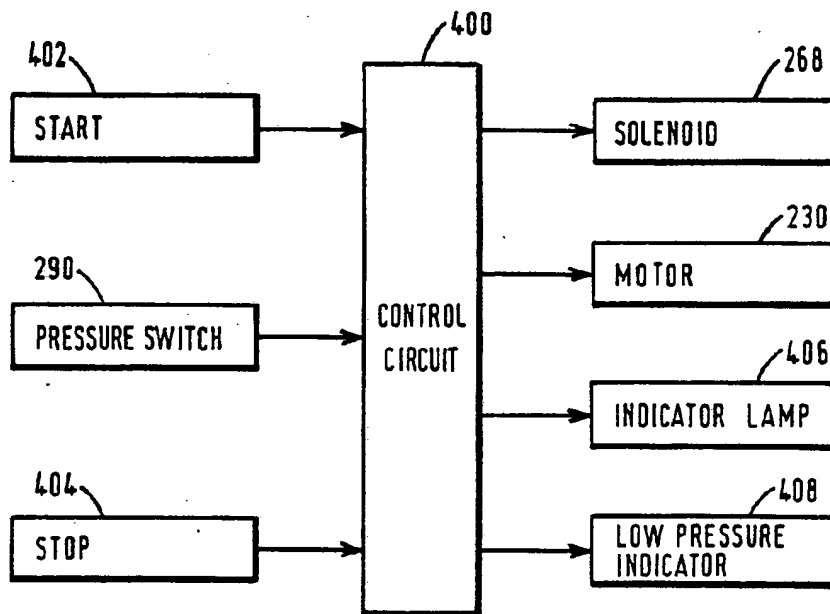 402
START
290
PRESSURE SWITCH
404
STOP
400
CONTROL
CIRCUIT
268
SOLENOID
230
MOTOR
406
INDICATOR LAMP
408
LOW PRESSURE
INDICATOR